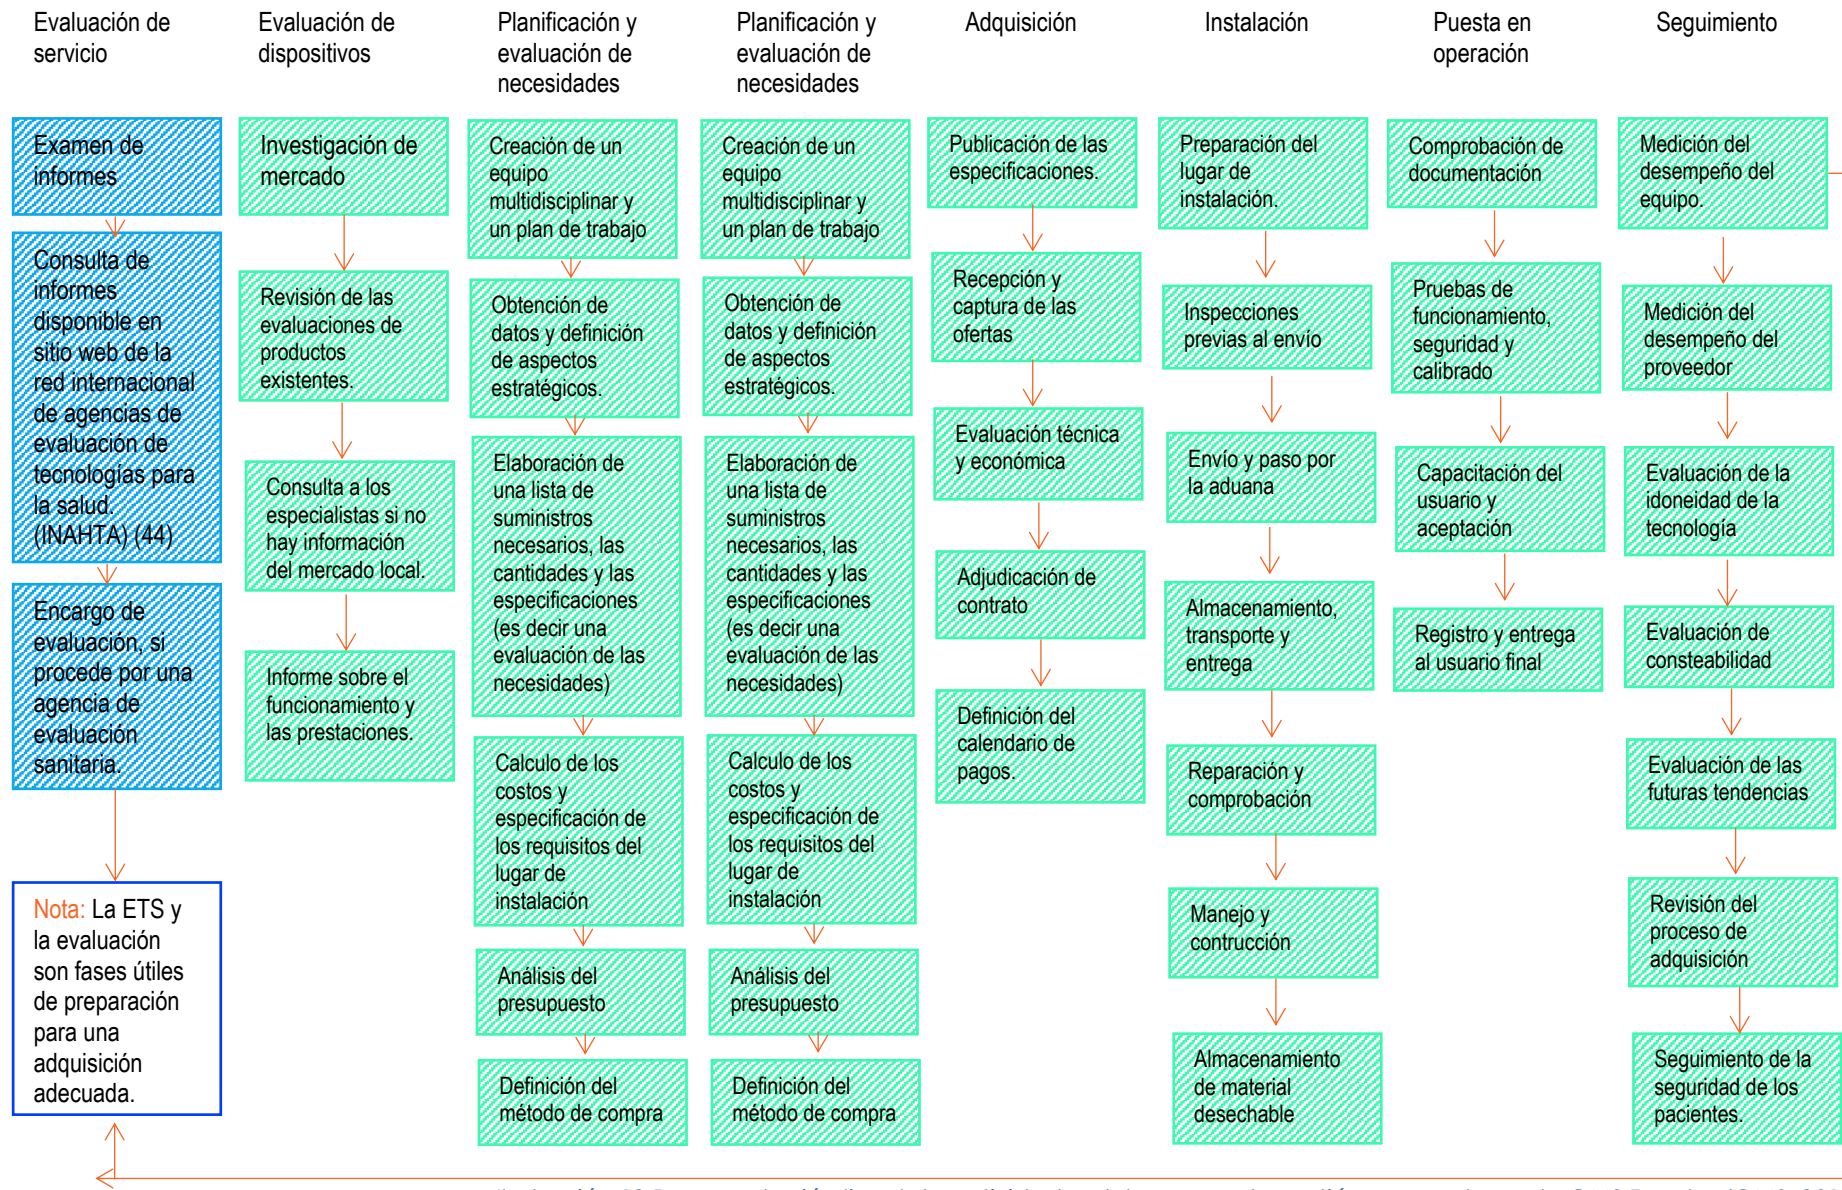 Evaluación de
servicio
Evaluación de
dispositivos
Planificación y
evaluación de
necesidades
Planificación y
evaluación de
necesidades
Adquisición
Instalación
Puesta en
operación
Seguimiento
Examen de
informes
Consulta de
informes
disponible en
sitio web de la
red internacional
de agencias de
evaluación de
tecnologías para
la salud.
(INAHTA) (44)
Encargo de
evaluación, si
procede por una
agencia de
evaluación
sanitaria.
Nota: La ETS y
la evaluación
son fases útiles
de preparación
para una
adquisición
adecuada.
Investigación de
mercado
Revisión de las
evaluaciones de
productos
existentes.
Consulta a los
especialistas si no
hay información
del mercado local.
Informe sobre el
funcionamiento y
las prestaciones.
Creación de un
equipo
multidisciplinar y
un plan de trabajo
Obtención de
datos y definición
de aspectos
estratégicos.
Elaboración de
una lista de
suministros
necesarios, las
cantidades y las
especificaciones
(es decir una
evaluación de las
necesidades)
Calculo de los
costos y
especificación de
los requisitos del
lugar de
instalación
Análisis del
presupuesto
Definición del
método de compra
Creación de un
equipo
multidisciplinar y
un plan de trabajo
Obtención de
datos y definición
de aspectos
estratégicos.
Elaboración de
una lista de
suministros
necesarios, las
cantidades y las
especificaciones
(es decir una
evaluación de las
necesidades)
Calculo de los
costos y
especificación de
los requisitos del
lugar de
instalación
Análisis del
presupuesto
Definición del
método de compra
Publicación de las
especificaciones.
Recepción y
captura de las
ofertas
Evaluación técnica
y económica
Adjudicación de
contrato
Definición del
calendario de
pagos.
Preparación del
lugar de
instalación.
Inspecciones
previas al envío
Envío y paso por
la aduana
Almacenamiento,
transporte y
entrega
Reparación y
comprobación
Manejo y
contrucción
Almacenamiento
de material
desechable
Comprobación de
documentación
Pruebas de
funcionamiento,
seguridad y
calibrado
Capacitación del
usuario y
aceptación
Registro y entrega
al usuario final
Medición del
desempeño del
equipo.
Medición del
desempeño del
proveedor
Evaluación de la
idoneidad de la
tecnología
Evaluación de
consteabilidad
Evaluación de las
futuras tendencias
Revisión del
proceso de
adquisición
Seguimiento de la
seguridad de los
pacientes.